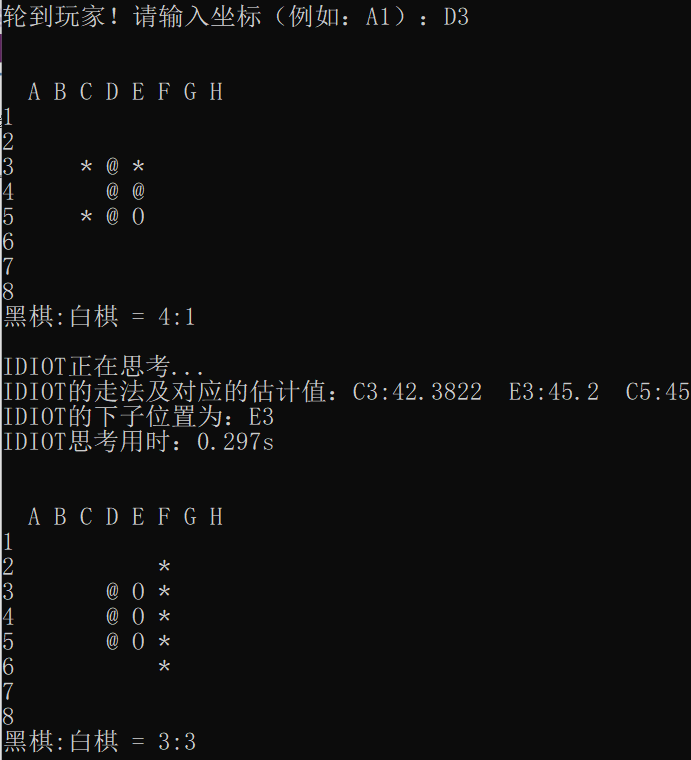 轮到玩家！请输入坐标（例如：A1）：D3
A B C D E F G H
1
2
3 * @ *
4 @ @
5 * @ O
6
7
8
黑棋:白棋 = 4:1
IDIOT正在思考...
IDIOT的走法及对应的估计值：C3:42.3822 E3:45.2 C5:45
IDIOT的下子位置为：E3
IDIOT思考用时：0.297s
A B C D E F G H
1
2 *
3 @ O *
4 @ O *
5 @ O *
6 *
7
8
黑棋:白棋 = 3:3